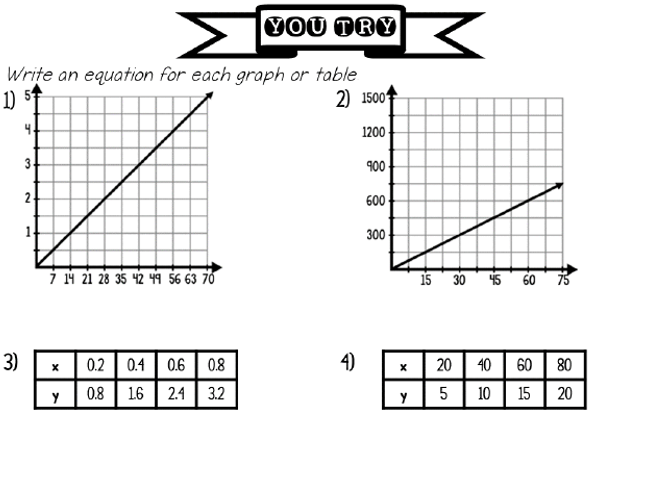 YOU TRY
Write an equation for each graph or table
1)
5
4
3
2
1
7 14 21 28 35 42 49 56 63 70
2)
1500
1200
900
600
300
15 30 45 60 75
3)
x 0.2 0.4 0.6 0.8
y 0.8 1.6 2.4 3.2
4)
x 20 40 60 80
y 5 10 15 20